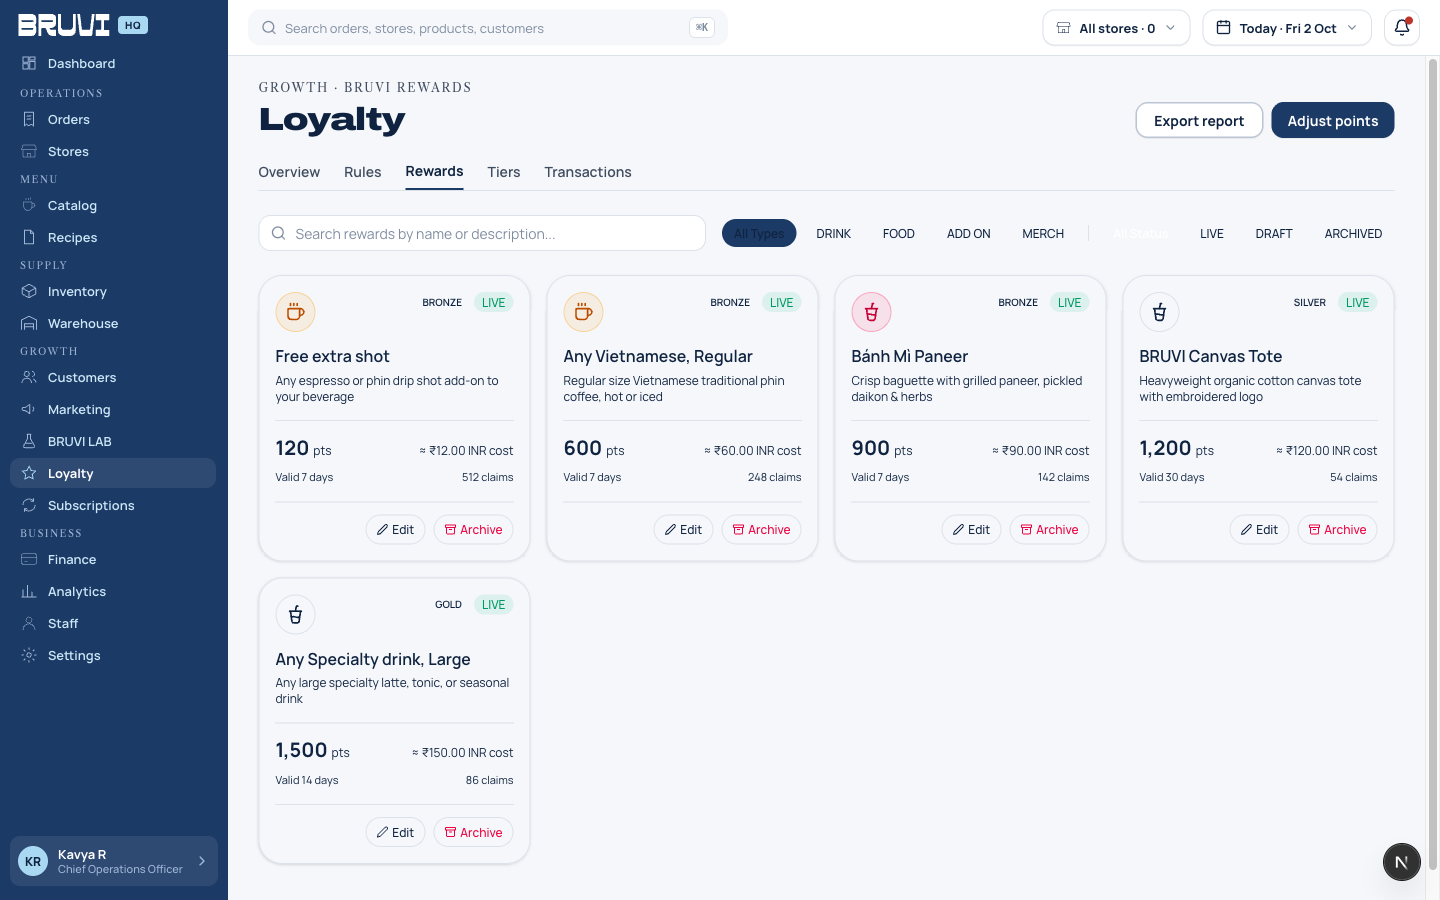 BRUVI HQ
Search orders, stores, products, customers
⌘K
All stores · 0
Today · Fri 2 Oct
Dashboard
OPERATIONS
Orders
Stores
MENU
Catalog
Recipes
SUPPLY
Inventory
Warehouse
GROWTH
Customers
Marketing
BRUVI LAB
Loyalty
Subscriptions
BUSINESS
Finance
Analytics
Staff
Settings
KR
Kavya R
Chief Operations Officer
GROWTH · BRUVI REWARDS
Loyalty
Export report
Adjust points
Overview
Rules
Rewards
Tiers
Transactions
Search rewards by name or description...
All Types
DRINK
FOOD
ADD ON
MERCH
All Status
LIVE
DRAFT
ARCHIVED
BRONZE
LIVE
Free extra shot
Any espresso or phin drip shot add-on to
your beverage
120 pts
≈ ₹12.00 INR cost
Valid 7 days
512 claims
Edit
Archive
BRONZE
LIVE
Any Vietnamese, Regular
Regular size Vietnamese traditional phin
coffee, hot or iced
600 pts
≈ ₹60.00 INR cost
Valid 7 days
248 claims
Edit
Archive
BRONZE
LIVE
Bánh Mì Paneer
Crisp baguette with grilled paneer, pickled
daikon & herbs
900 pts
≈ ₹90.00 INR cost
Valid 7 days
142 claims
Edit
Archive
SILVER
LIVE
BRUVI Canvas Tote
Heavyweight organic cotton canvas tote
with embroidered logo
1,200 pts
≈ ₹120.00 INR cost
Valid 30 days
54 claims
Edit
Archive
GOLD
LIVE
Any Specialty drink, Large
Any large specialty latte, tonic, or seasonal
drink
1,500 pts
≈ ₹150.00 INR cost
Valid 14 days
86 claims
Edit
Archive
N